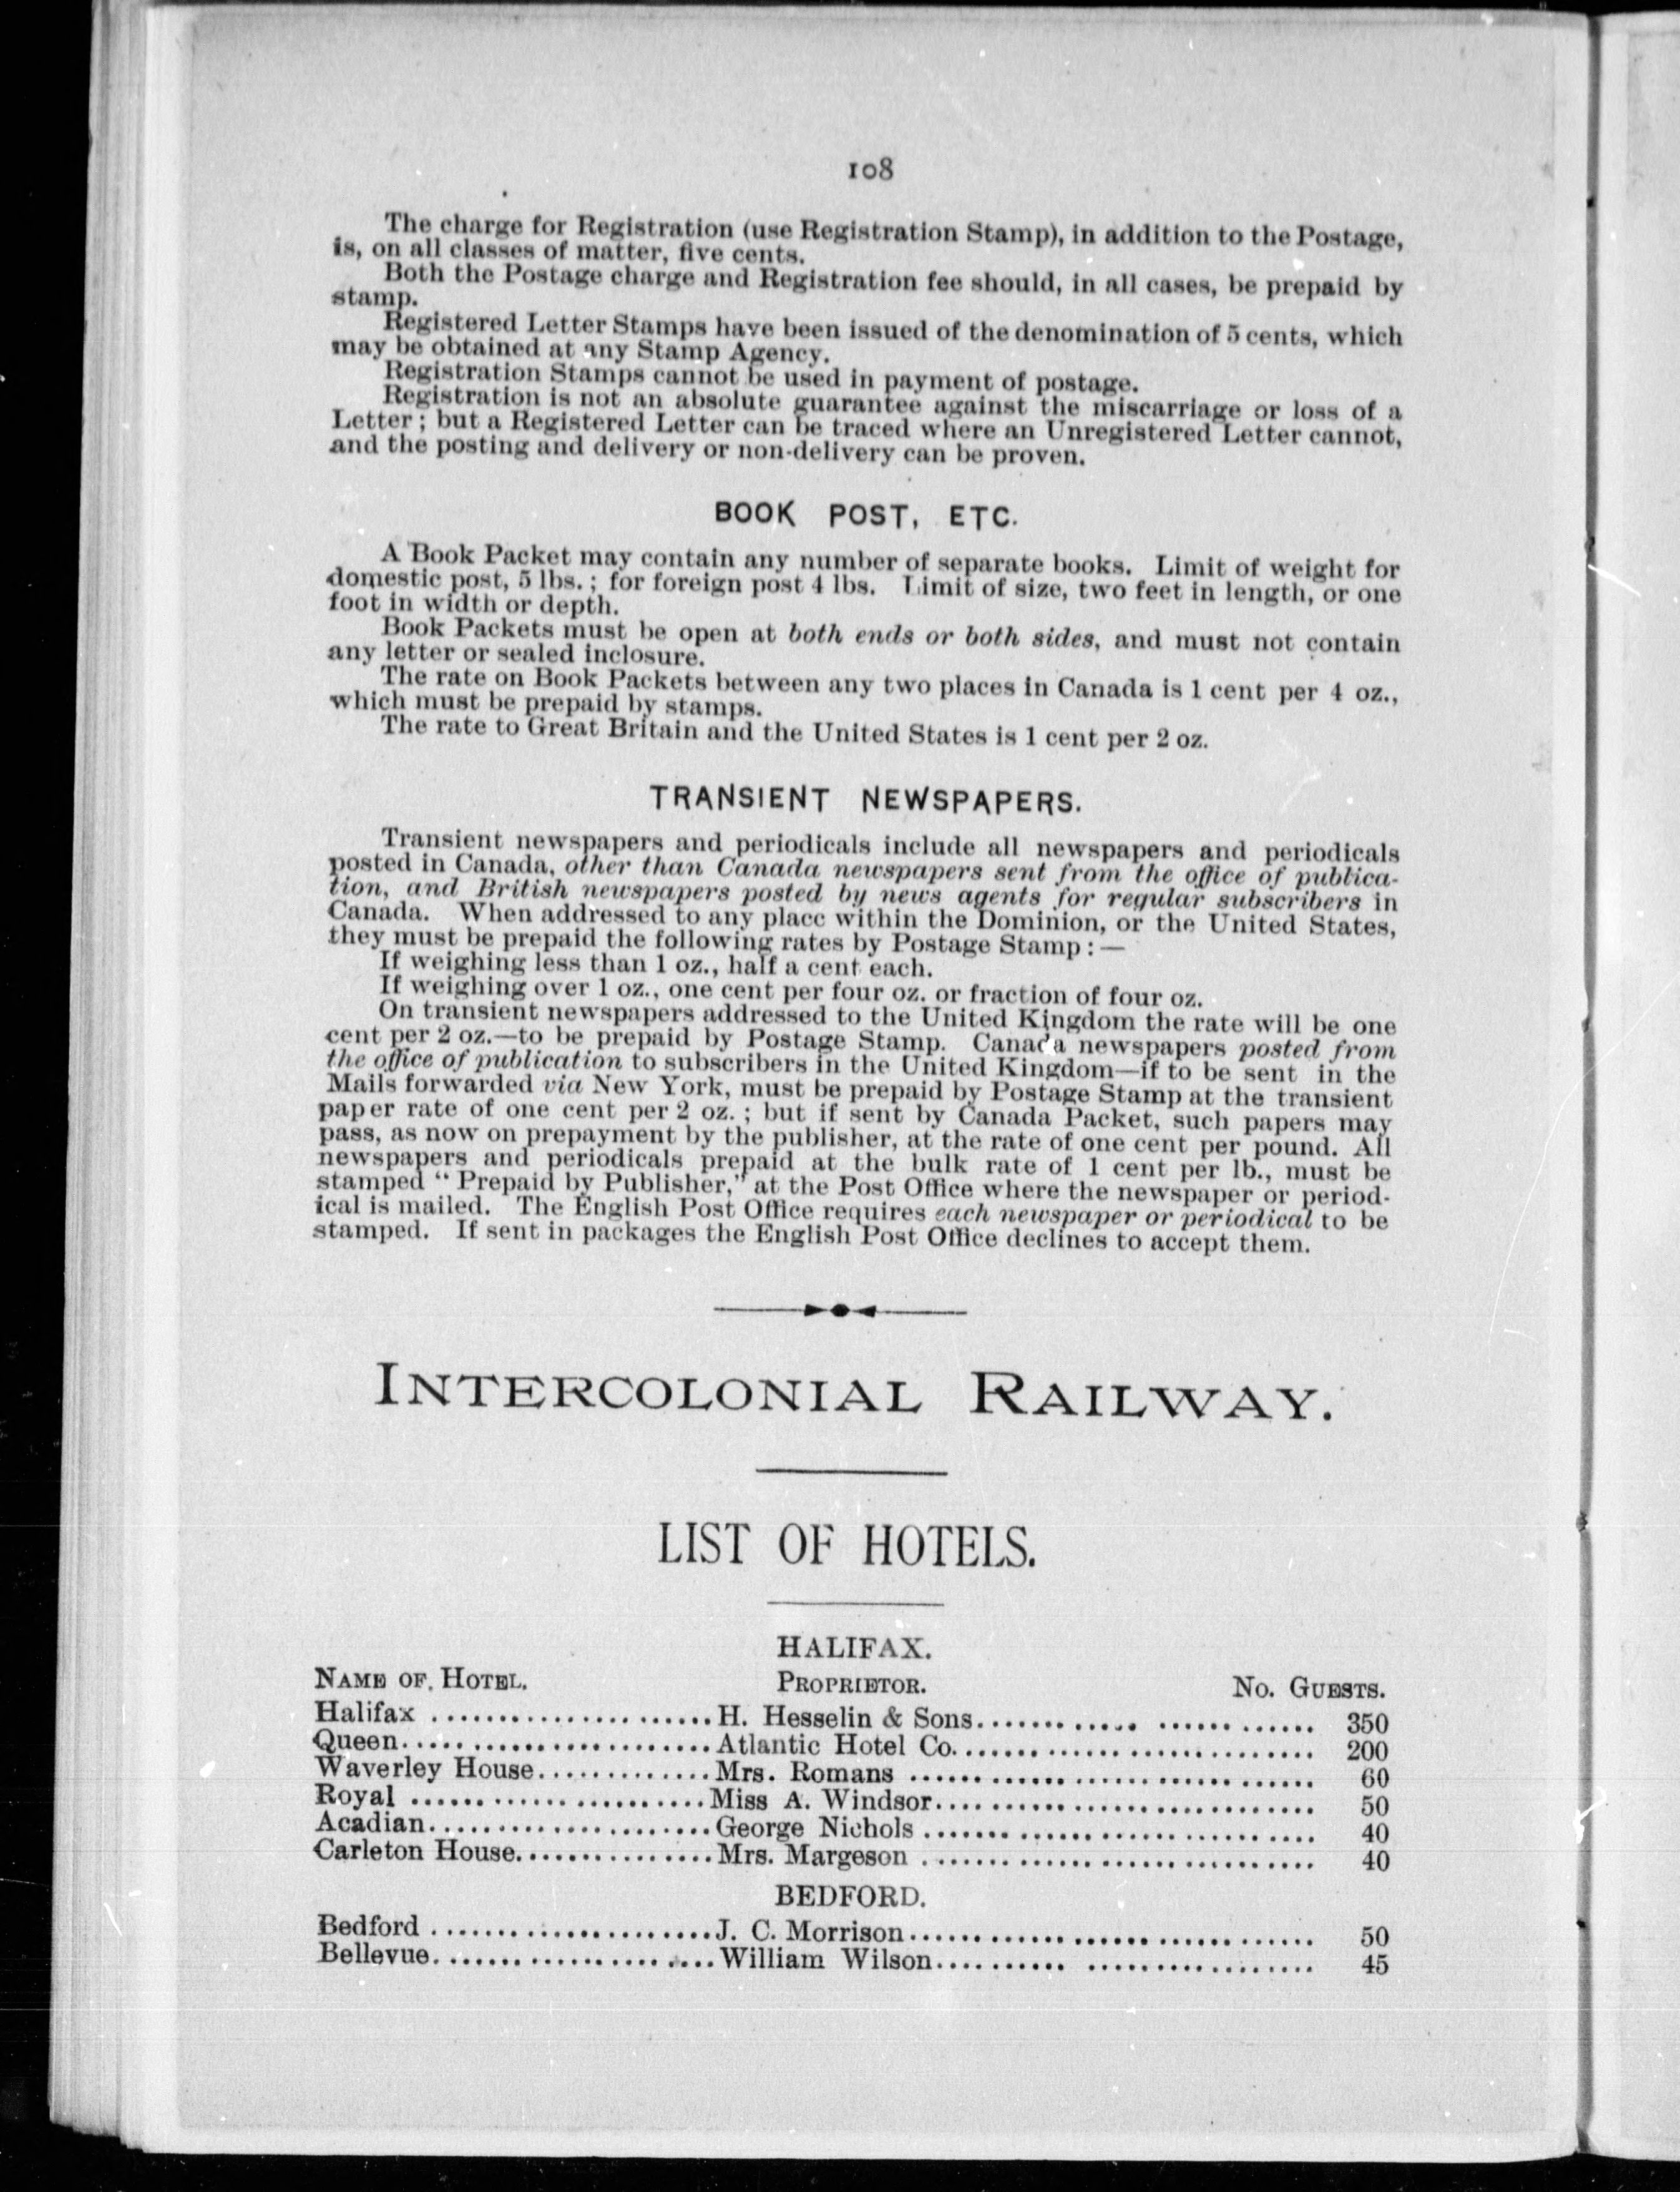 108
The charge for Registration (use Registration Stamp), in addition to the Postage,
is, on all classes of matter, five cents.
Both the Postage charge and Registration fee should, in all cases, be prepaid by
stamp.
Registered Letter Stamps have been issued of the denomination of 5 cents, which
may be obtained at any Stamp Agency.
Registration Stamps cannot be used in payment of postage.
Registration is not an absolute guarantee against the miscarriage or loss of a
Letter; but a Registered Letter can be traced where an Unregistered Letter cannot,
and the posting and delivery or non-delivery can be proven.
BOOK POST, ETC.
A Book Packet may contain any number of separate books. Limit of weight for
domestic post, 5 lbs.; for foreign post 4 lbs. Limit of size, two feet in length, or one
foot in width or depth.
Book Packets must be open at both ends or both sides, and must not contain
any letter or sealed inclosure.
The rate on Book Packets between any two places in Canada is 1 cent per 4 oz.,
which must be prepaid by stamps.
The rate to Great Britain and the United States is 1 cent per 2 oz.
TRANSIENT NEWSPAPERS.
Transient newspapers and periodicals include all newspapers and periodicals
posted in Canada, other than Canada newspapers sent from the office of publica-
tion, and British newspapers posted by news agents for regular subscribers in
Canada. When addressed to any place within the Dominion, or the United States,
they must be prepaid the following rates by Postage Stamp:—
If weighing less than 1 oz., half a cent each.
If weighing over 1 oz., one cent per four oz. or fraction of four oz.
On transient newspapers addressed to the United Kingdom the rate will be one
cent per 2 oz.—to be prepaid by Postage Stamp. Canada newspapers posted from
the office of publication to subscribers in the United Kingdom—if to be sent in the
Mails forwarded via New York, must be prepaid by Postage Stamp at the transient
paper rate of one cent per 2 oz.; but if sent by Canada Packet, such papers may
pass, as now on prepayment by the publisher, at the rate of one cent per pound. All
newspapers and periodicals prepaid at the bulk rate of 1 cent per lb., must be
stamped "Prepaid by Publisher," at the Post Office where the newspaper or period-
ical is mailed. The English Post Office requires each newspaper or periodical to be
stamped. If sent in packages the English Post Office declines to accept them.
INTERCOLONIAL RAILWAY.
LIST OF HOTELS.
HALIFAX.
NAME OF HOTEL. PROPRIETOR. NO. GUESTS.
Halifax ..................... H. Hesselin & Sons......................... 350
Queen....................... Atlantic Hotel Co........................... 200
Waverley House............. Mrs. Romans .............................. 60
Royal ...................... Miss A. Windsor............................ 50
Acadian..................... George Nichols ............................. 40
Carleton House............... Mrs. Margeson ............................. 40
BEDFORD.
Bedford ..................... J. C. Morrison.............................. 50
Bellevue..................... William Wilson............................ 45